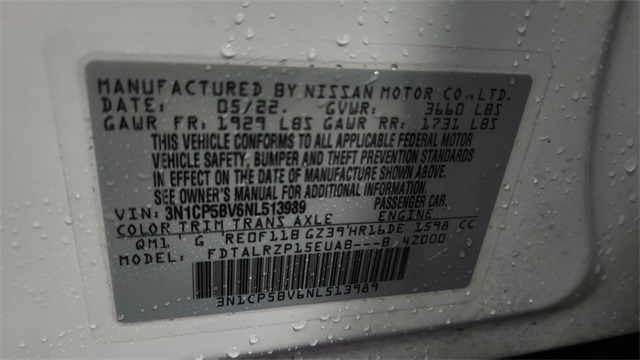 MANUFACTURED BY NISSAN MOTOR CO.,LTD.
DATE: 05/22. GVWR: 3660 LBS
GAWR FR: 1929 LBS GAWR RR: 1731 LBS
THIS VEHICLE CONFORMS TO ALL APPLICABLE FEDERAL MOTOR
VEHICLE SAFETY, BUMPER AND THEFT PREVENTION STANDARDS
IN EFFECT ON THE DATE OF MANUFACTURE SHOWN ABOVE.
SEE OWNER'S MANUAL FOR ADDITIONAL INFORMATION
VIN: 3N1CP5BV6NL513989 PASSENGER CAR
COLOR TRIM TRANS AXLE ENGINE
QM1 G RE0F11B GZ39 HR16DE 1598 CC
MODEL: FDTALRZP15EUAB---B 4Z000
3N1CP5BV6NL513989